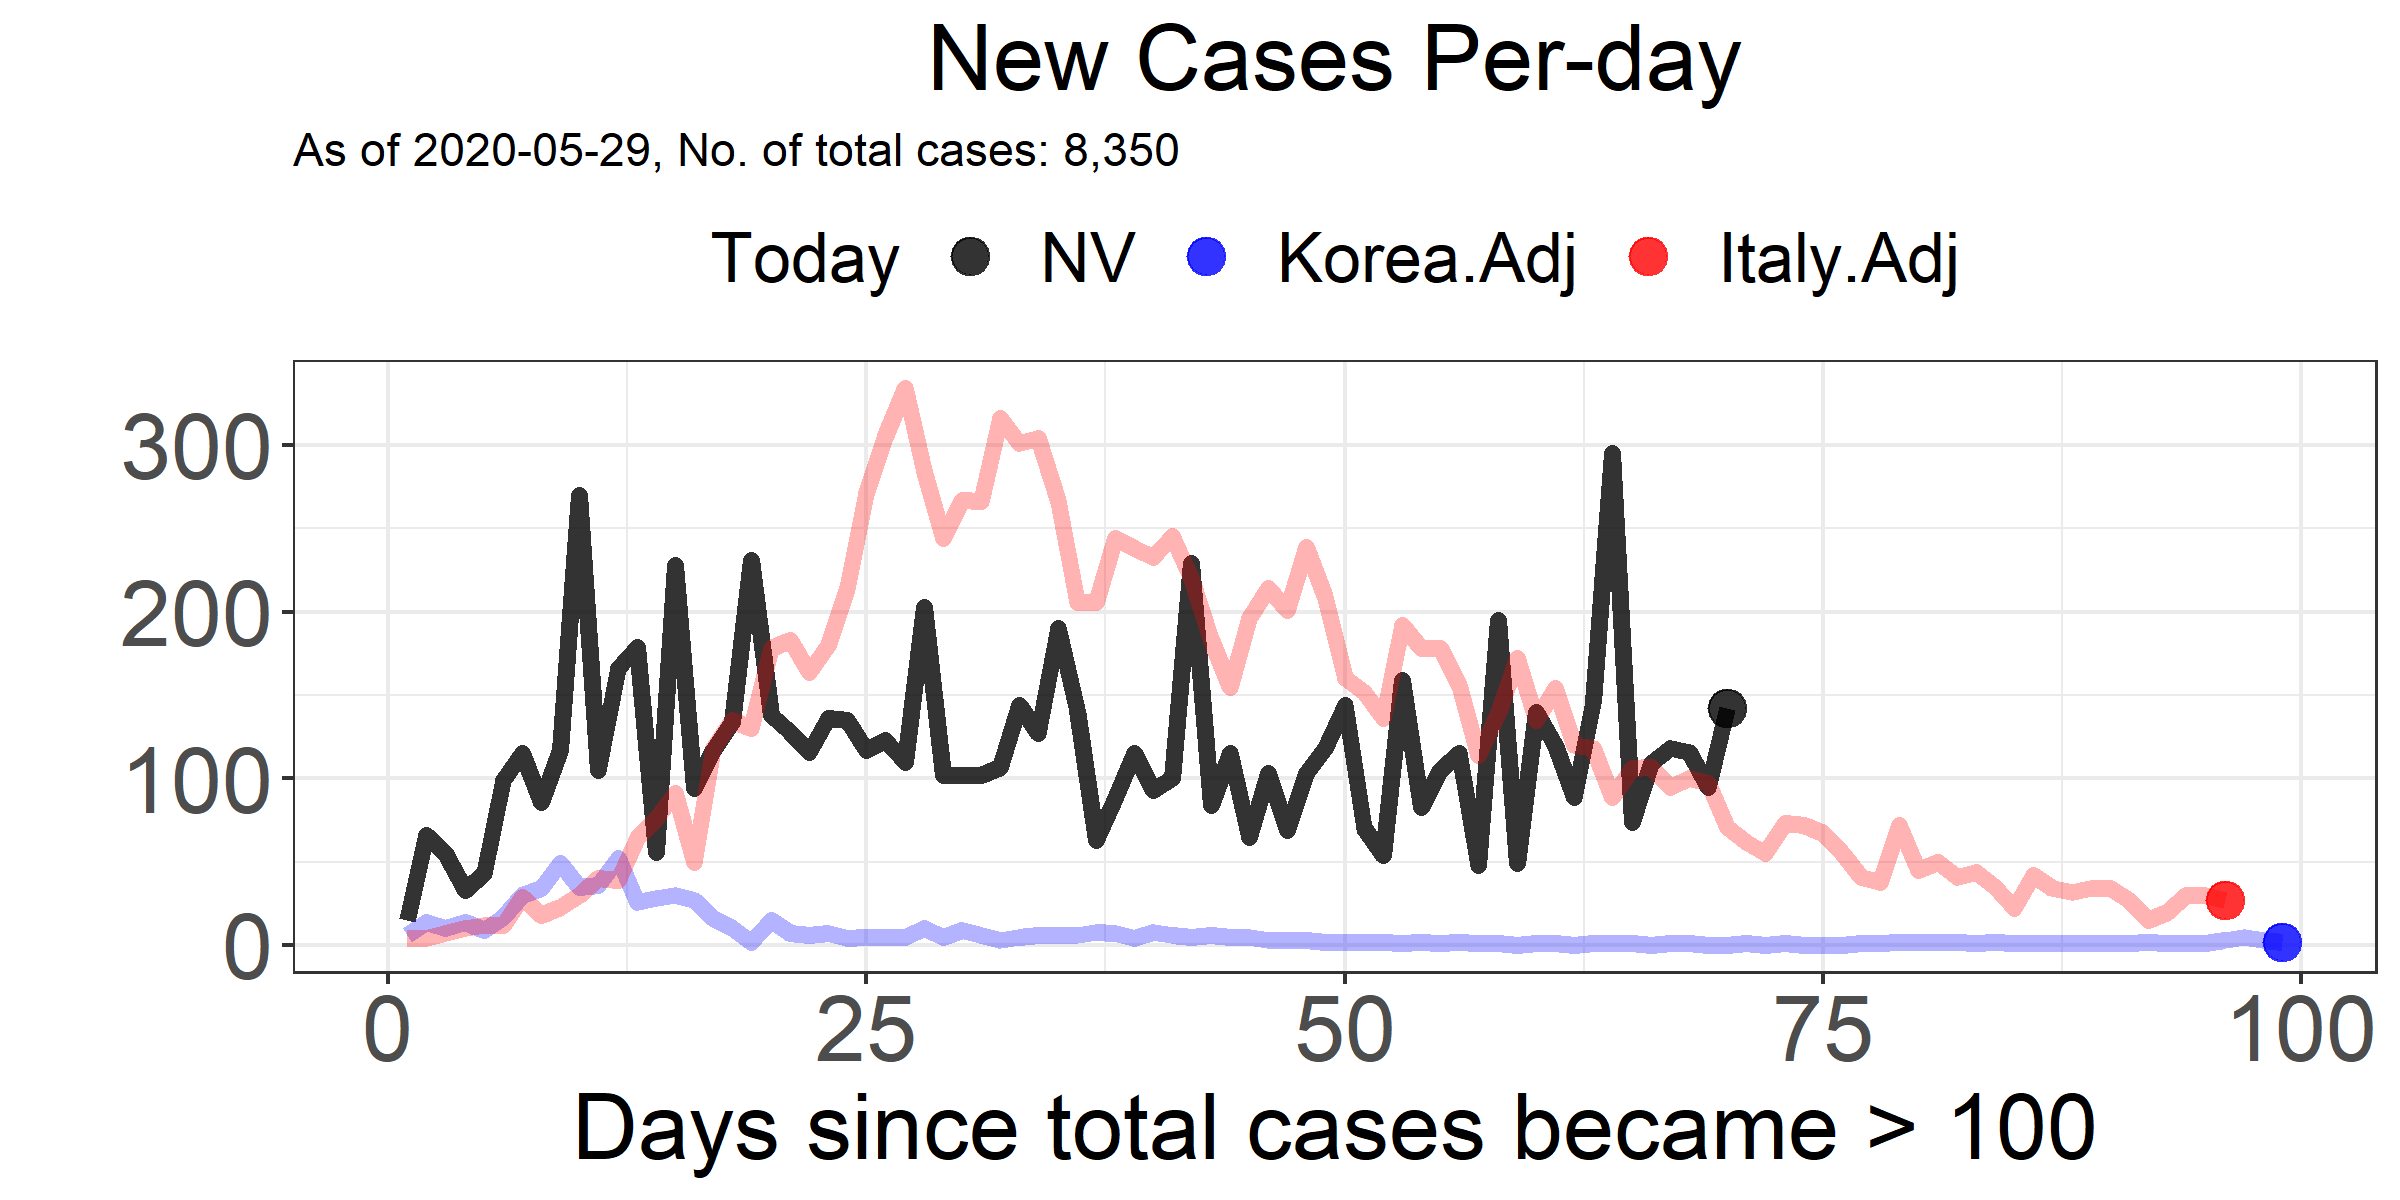 New Cases Per-day
As of 2020-05-29, No. of total cases: 8,350
Today NV Korea.Adj Italy.Adj
300
200
100
0
0 25 50 75 100
Days since total cases became > 100